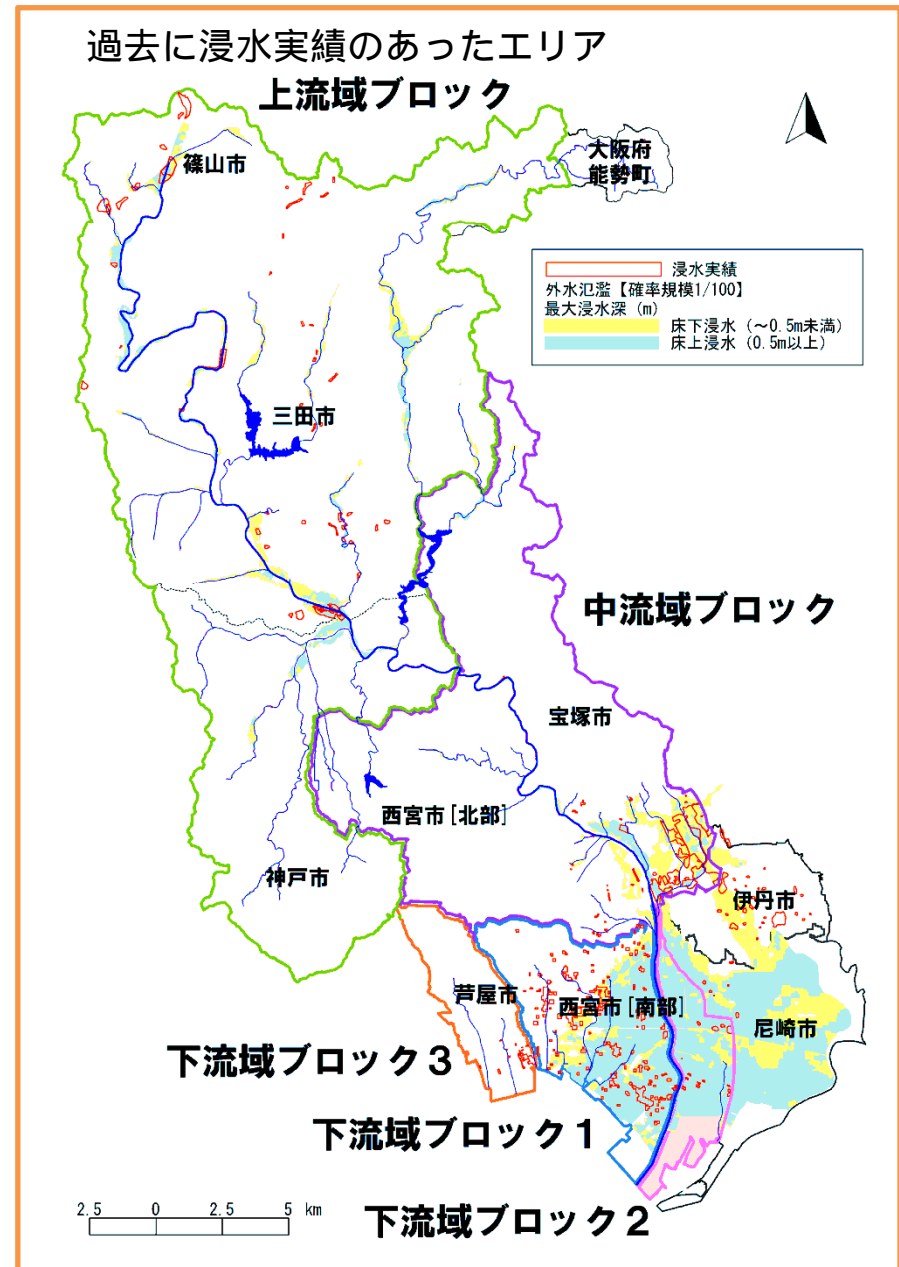 過去に浸水実績のあったエリア
上流域ブロック
篠山市
大阪府
能勢町
浸水実績
外水氾濫【確率規模1/100】
最大浸水深 (m)
床下浸水 (～0.5m未満)
床上浸水 (0.5m以上)
三田市
中流域ブロック
宝塚市
西宮市[北部]
神戸市
伊丹市
芦屋市
西宮市[南部]
尼崎市
下流域ブロック３
下流域ブロック１
下流域ブロック２
2.5 0 2.5 5 km